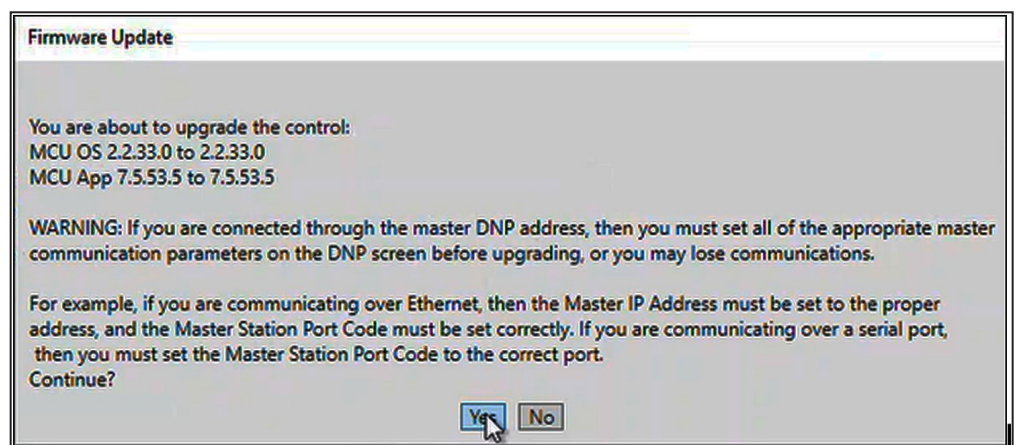 Firmware Update
You are about to upgrade the control:
MCU OS 2.2.33.0 to 2.2.33.0
MCU App 7.5.53.5 to 7.5.53.5
WARNING: If you are connected through the master DNP address, then you must set all of the appropriate master
communication parameters on the DNP screen before upgrading, or you may lose communications.
For example, if you are communicating over Ethernet, then the Master IP Address must be set to the proper
address, and the Master Station Port Code must be set correctly. If you are communicating over a serial port,
then you must set the Master Station Port Code to the correct port.
Continue?
Yes No